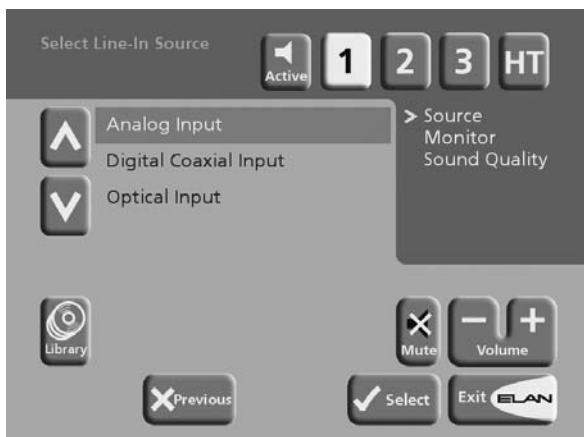 Select Line-In Source
Active
1
2
3
HT
Analog Input
Digital Coaxial Input
Optical Input
> Source
Monitor
Sound Quality
Library
Mute
− +
Volume
Previous
Select
Exit ELAN